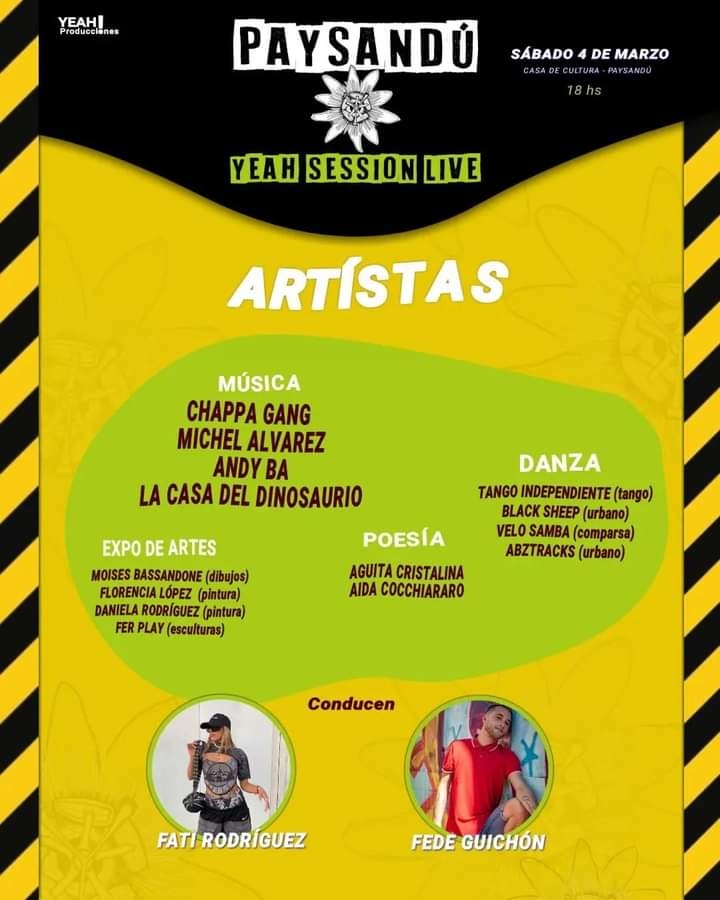 YEAH!
Producciones
PAYSANDÚ
YEAH SESSION LIVE
SÁBADO 4 DE MARZO
CASA DE CULTURA - PAYSANDÚ
18 hs
ARTÍSTAS
MÚSICA
CHAPPA GANG
MICHEL ALVAREZ
ANDY BA
LA CASA DEL DINOSAURIO
DANZA
TANGO INDEPENDIENTE (tango)
BLACK SHEEP (urbano)
VELO SAMBA (comparsa)
ABZTRACKS (urbano)
EXPO DE ARTES
MOISES BASSANDONE (dibujos)
FLORENCIA LÓPEZ (pintura)
DANIELA RODRÍGUEZ (pintura)
FER PLAY (esculturas)
POESÍA
AGUITA CRISTALINA
AIDA COCCHIARARO
Conducen
FATI RODRÍGUEZ
FEDE GUICHÓN